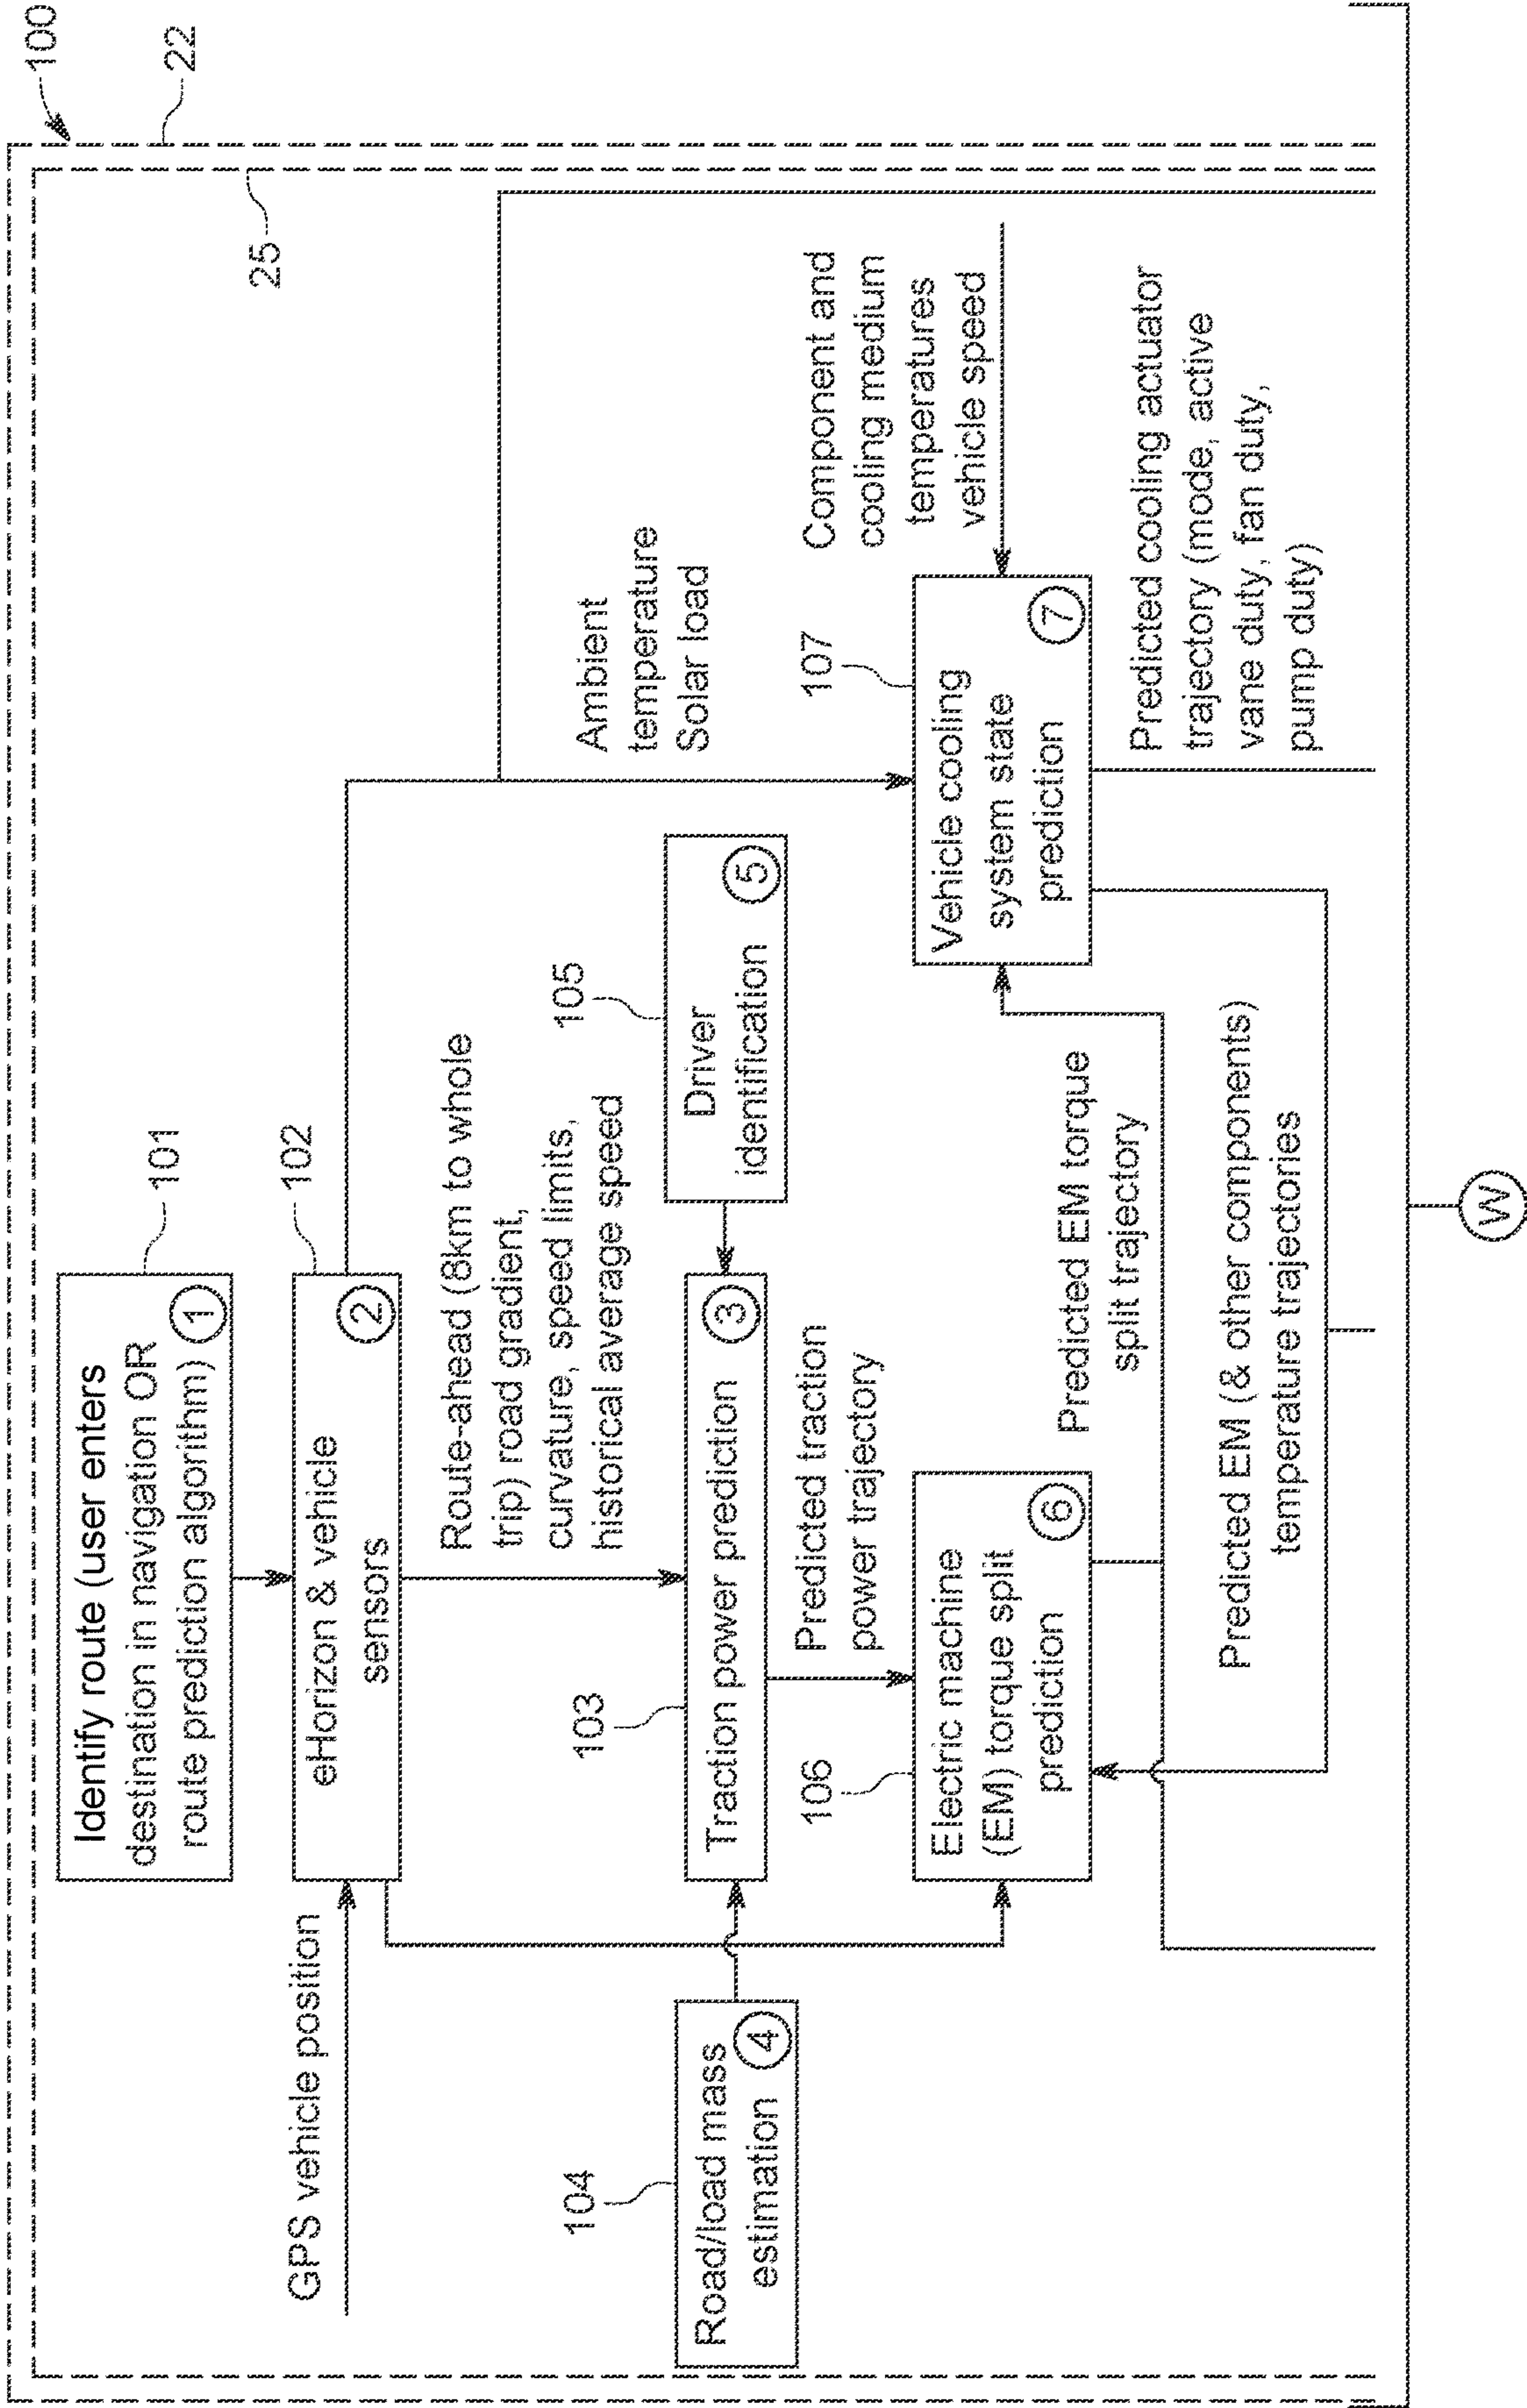 100
22
25
Identify route (user enters
destination in navigation OR
route prediction algorithm)
1
101
GPS vehicle position
eHorizon & vehicle
sensors
2
102
Route-ahead (8km to whole
trip) road gradient,
curvature, speed limits,
historical average speed
Ambient
temperature
Solar load
Road/load mass
estimation
4
104
Traction power prediction
3
103
Driver
identification
5
105
Predicted traction
power trajectory
Component and
cooling medium
temperatures
vehicle speed
Electric machine
(EM) torque split
prediction
6
106
Vehicle cooling
system state
prediction
7
107
Predicted EM torque
split trajectory
Predicted cooling actuator
trajectory (mode, active
vane duty, fan duty,
pump duty)
Predicted EM (& other components)
temperature trajectories
W